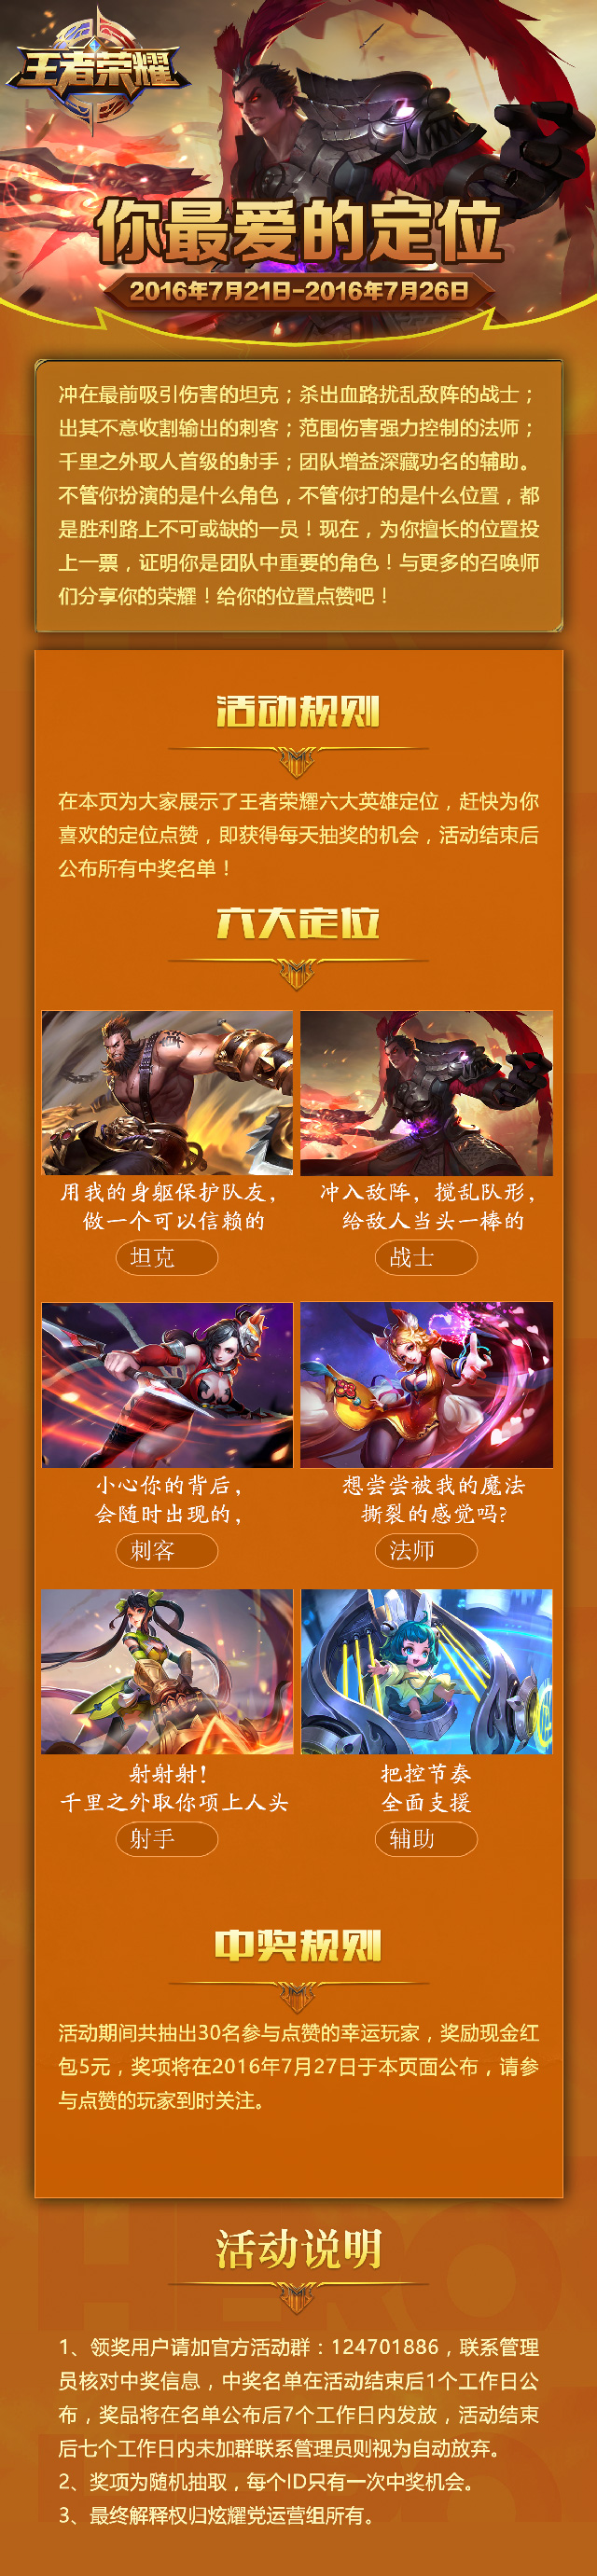 王者荣耀
你最爱的定位
2016年7月21日-2016年7月26日
冲在最前吸引伤害的坦克；杀出血路扰乱敌阵的战士；
出其不意收割输出的刺客；范围伤害强力控制的法师；
千里之外取人首级的射手；团队增益深藏功名的辅助。
不管你扮演的是什么角色，不管你打的是什么位置，都
是胜利路上不可或缺的一员！现在，为你擅长的位置投
上一票，证明你是团队中重要的角色！与更多的召唤师
们分享你的荣耀！给你的位置点赞吧！
活动规则
在本页为大家展示了王者荣耀六大英雄定位，赶快为你
喜欢的定位点赞，即获得每天抽奖的机会，活动结束后
公布所有中奖名单！
六大定位
用我的身躯保护队友，
做一个可以信赖的
坦克
冲入敌阵，搅乱队形，
给敌人当头一棒的
战士
小心你的背后，
会随时出现的，
刺客
想尝尝被我的魔法
撕裂的感觉吗?
法师
射射射！
千里之外取你项上人头
射手
把控节奏
全面支援
辅助
中奖规则
活动期间共抽出30名参与点赞的幸运玩家，奖励现金红
包5元，奖项将在2016年7月27日于本页面公布，请参
与点赞的玩家到时关注。
活动说明
1、领奖用户请加官方活动群：124701886，联系管理
员核对中奖信息，中奖名单在活动结束后1个工作日公
布，奖品将在名单公布后7个工作日内发放，活动结束
后七个工作日内未加群联系管理员则视为自动放弃。
2、奖项为随机抽取，每个ID只有一次中奖机会。
3、最终解释权归炫耀党运营组所有。